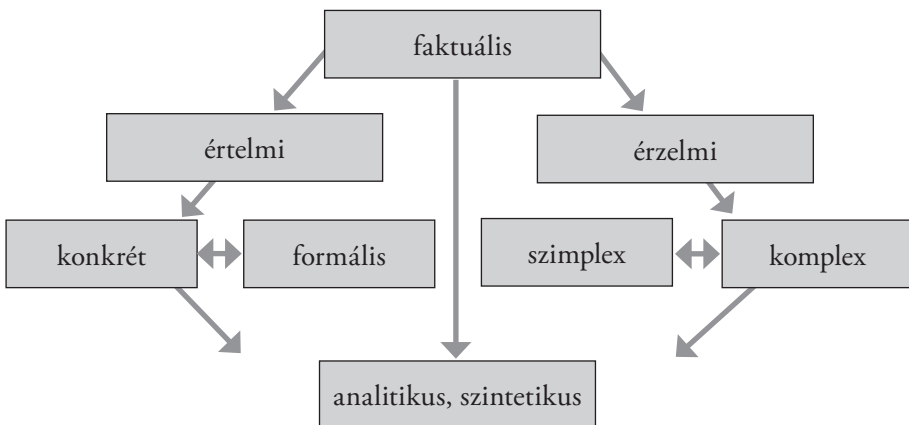 faktuális
értelmi
érzelmi
konkrét
formális
szimplex
komplex
analitikus, szintetikus